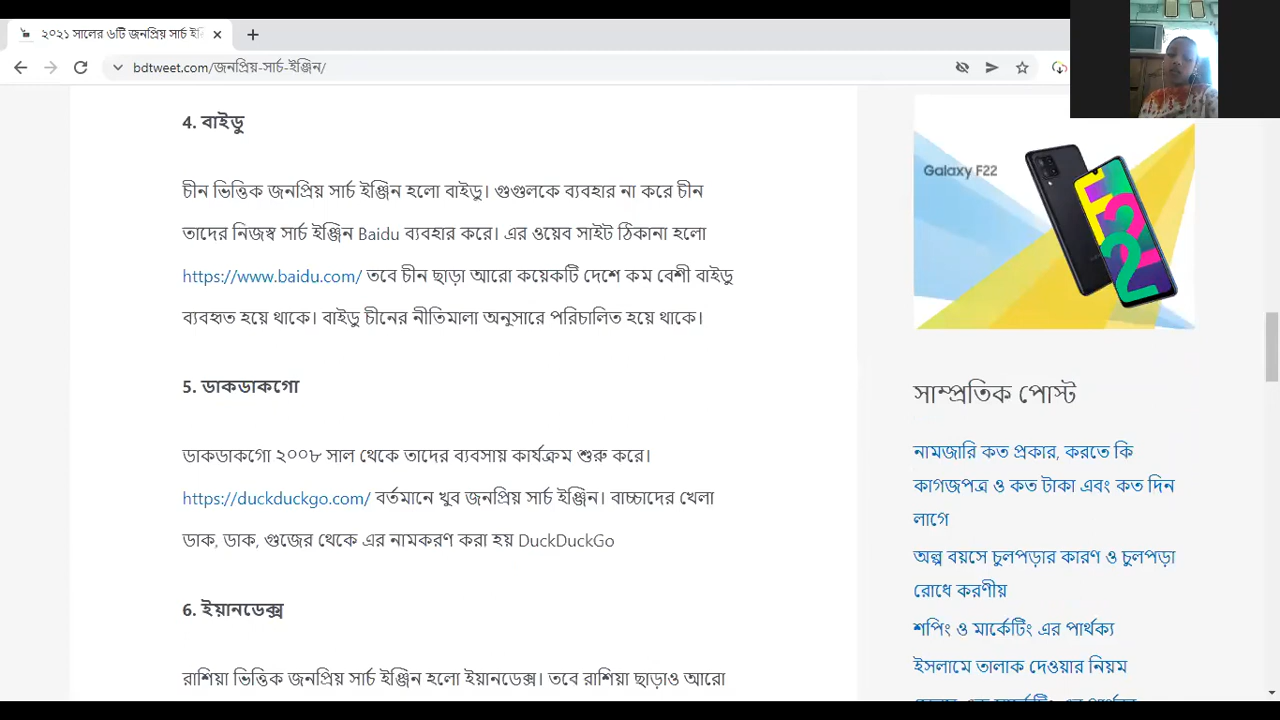 ২০২১ সালের ৬টি জনপ্রিয় সার্চ ইঞ্জি
bdtweet.com/জনপ্রিয়-সার্চ-ইঞ্জিন/
4. বাইডু
চীন ভিত্তিক জনপ্রিয় সার্চ ইঞ্জিন হলো বাইডু। গুগুলকে ব্যবহার না করে চীন
তাদের নিজস্ব সার্চ ইঞ্জিন Baidu ব্যবহার করে। এর ওয়েব সাইট ঠিকানা হলো
https://www.baidu.com/ তবে চীন ছাড়া আরো কয়েকটি দেশে কম বেশী বাইডু
ব্যবহৃত হয়ে থাকে। বাইডু চীনের নীতিমালা অনুসারে পরিচালিত হয়ে থাকে।
5. ডাকডাকগো
ডাকডাকগো ২০০৮ সাল থেকে তাদের ব্যবসায় কার্যক্রম শুরু করে।
https://duckduckgo.com/ বর্তমানে খুব জনপ্রিয় সার্চ ইঞ্জিন। বাচ্চাদের খেলা
ডাক, ডাক, গুজের থেকে এর নামকরণ করা হয় DuckDuckGo
6. ইয়ানডেক্স
রাশিয়া ভিত্তিক জনপ্রিয় সার্চ ইঞ্জিন হলো ইয়ানডেক্স। তবে রাশিয়া ছাড়াও আরো
Galaxy F22
সাম্প্রতিক পোস্ট
নামজারি কত প্রকার, করতে কি
কাগজপত্র ও কত টাকা এবং কত দিন
লাগে
অল্প বয়সে চুলপড়ার কারণ ও চুলপড়া
রোধে করণীয়
শপিং ও মার্কেটিং এর পার্থক্য
ইসলামে তালাক দেওয়ার নিয়ম